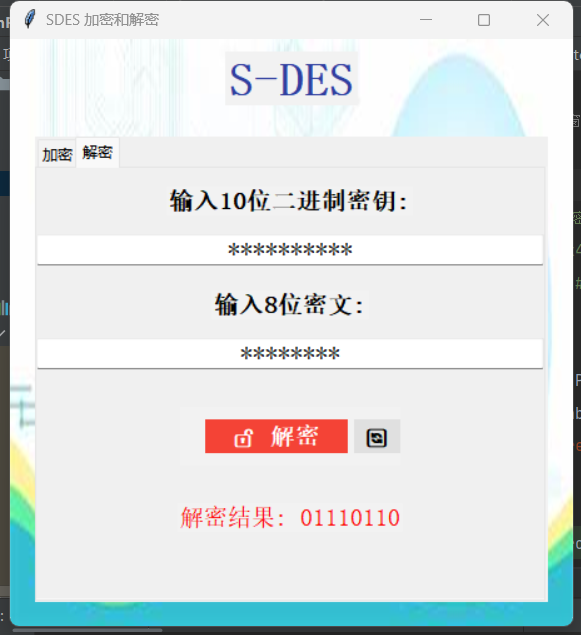 SDES 加密和解密
S-DES
加密 解密
输入10位二进制密钥:
**********
输入8位密文:
********
解密
解密结果: 01110110